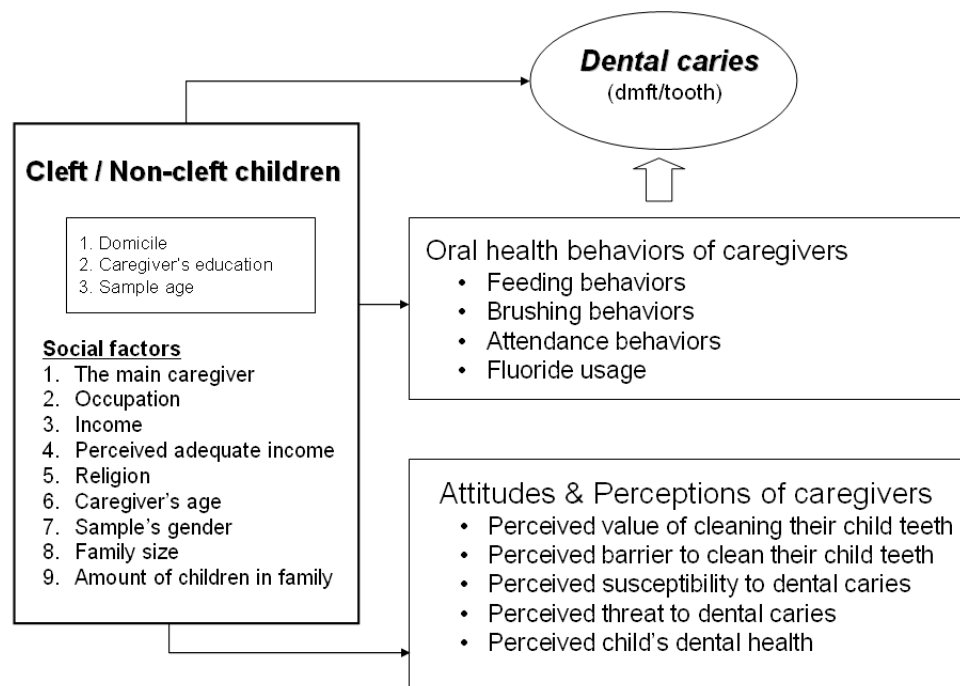 Dental caries
(dmft/tooth)
Cleft / Non-cleft children
1. Domicile
2. Caregiver's education
3. Sample age
Social factors
1. The main caregiver
2. Occupation
3. Income
4. Perceived adequate income
5. Religion
6. Caregiver's age
7. Sample's gender
8. Family size
9. Amount of children in family
Oral health behaviors of caregivers
• Feeding behaviors
• Brushing behaviors
• Attendance behaviors
• Fluoride usage
Attitudes & Perceptions of caregivers
• Perceived value of cleaning their child teeth
• Perceived barrier to clean their child teeth
• Perceived susceptibility to dental caries
• Perceived threat to dental caries
• Perceived child's dental health